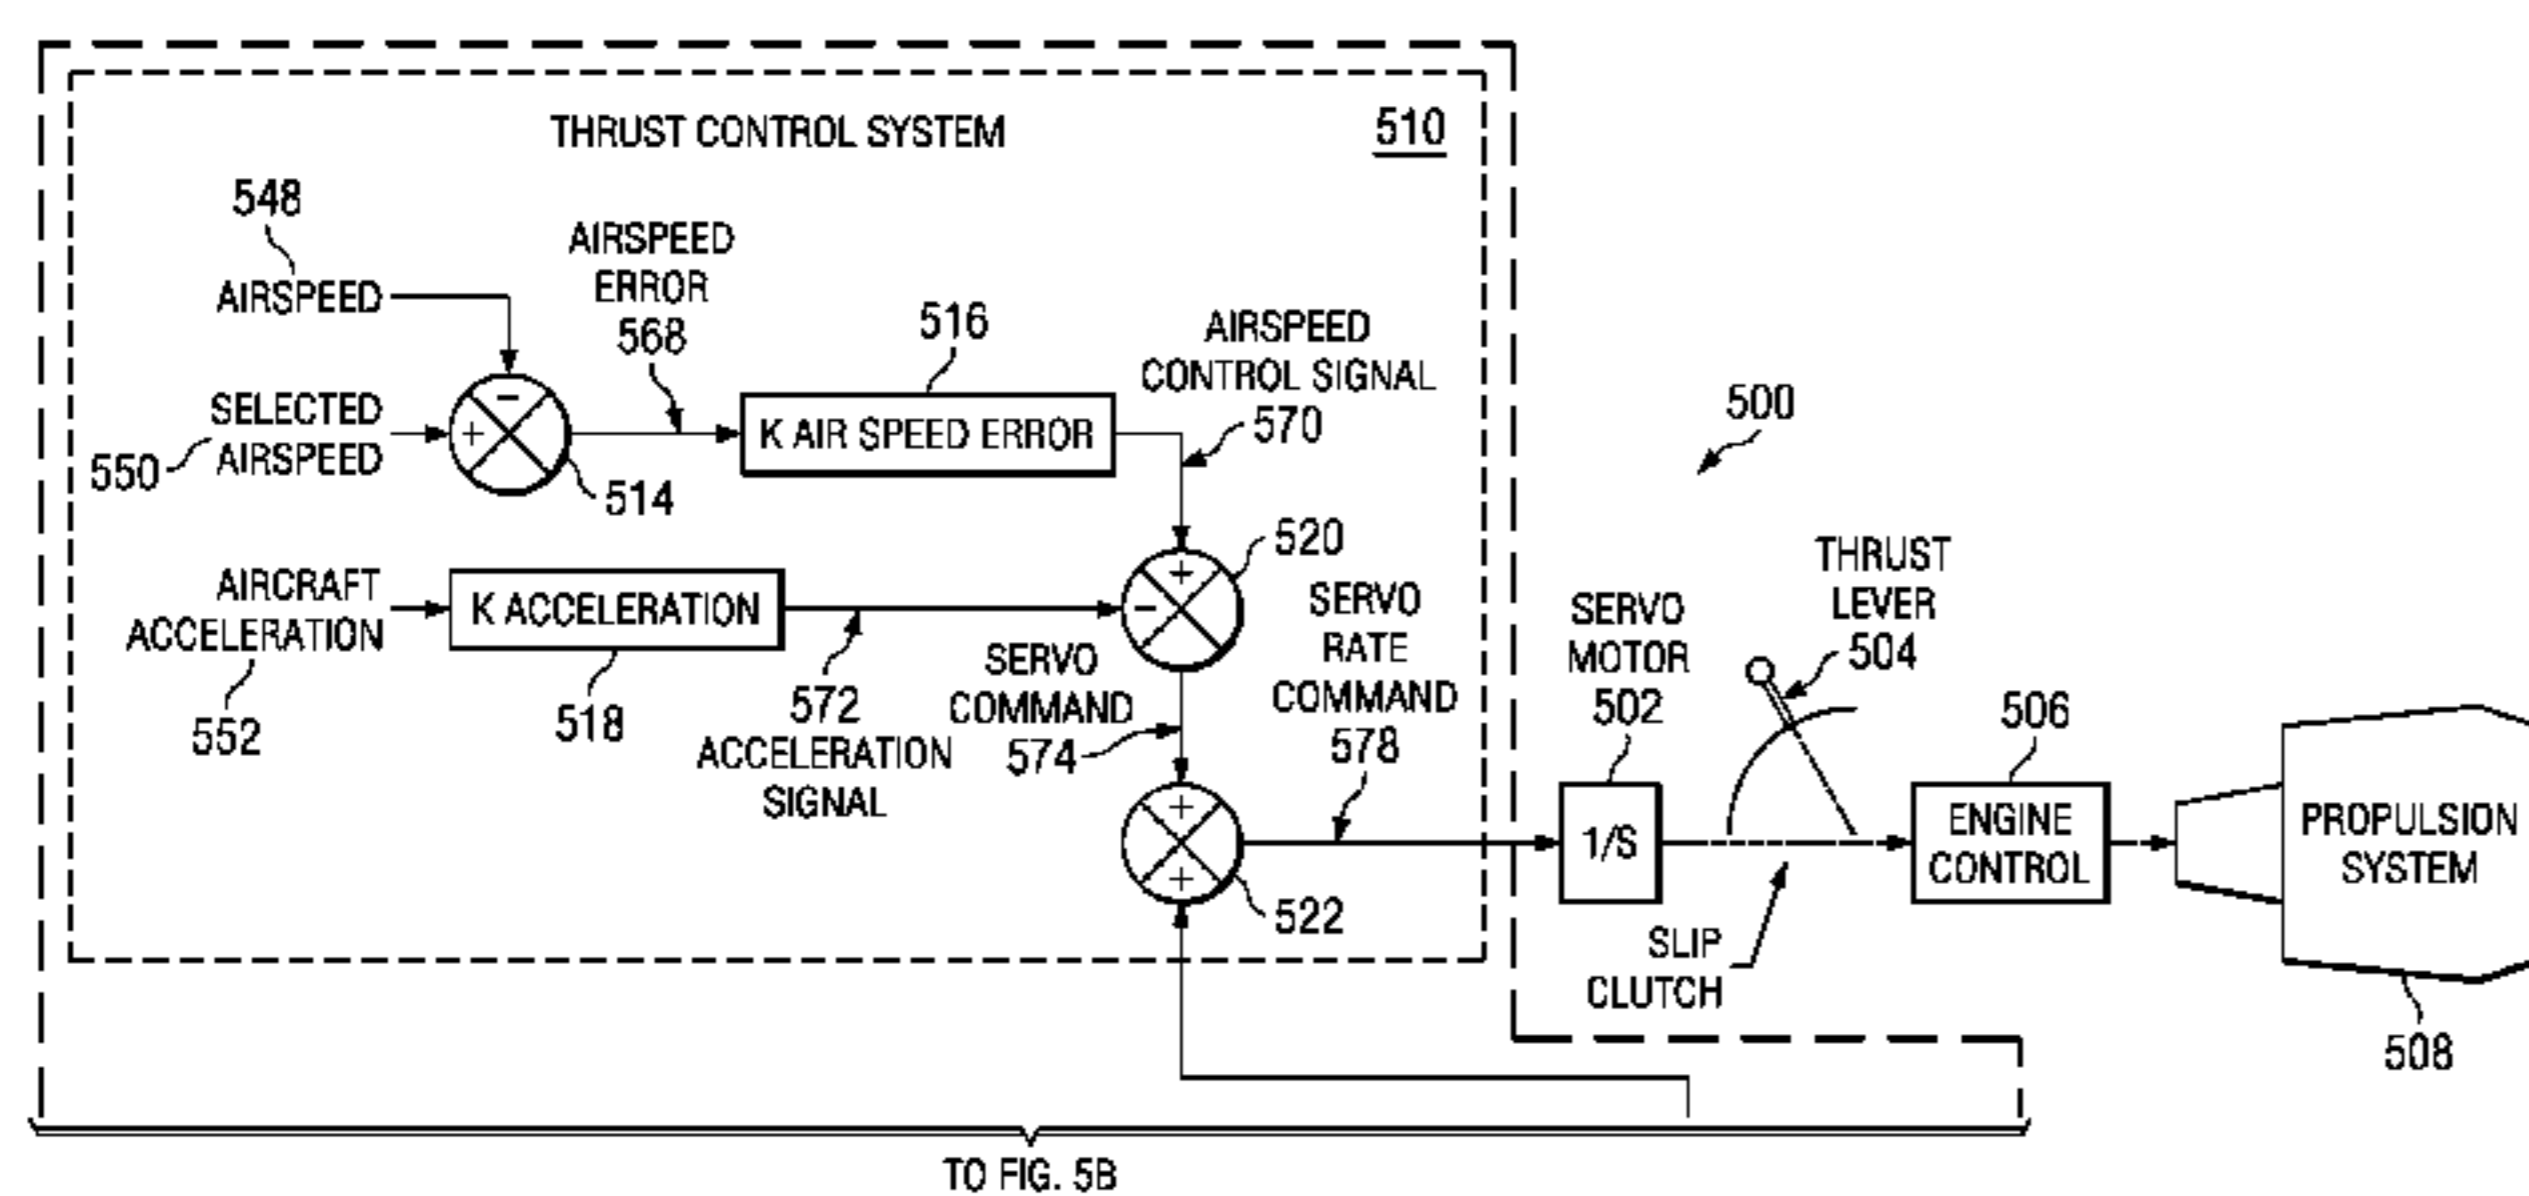 THRUST CONTROL SYSTEM
510
548
AIRSPEED
AIRSPEED
ERROR
568
516
AIRSPEED
CONTROL SIGNAL
570
SELECTED
AIRSPEED
550
−
+
514
K AIR SPEED ERROR
500
AIRCRAFT
ACCELERATION
552
K ACCELERATION
518
572
ACCELERATION
SIGNAL
+
−
520
SERVO
COMMAND
574
SERVO
RATE
COMMAND
578
+
+
522
SERVO
MOTOR
502
1/S
THRUST
LEVER
504
SLIP
CLUTCH
506
ENGINE
CONTROL
PROPULSION
SYSTEM
508
TO FIG. 5B